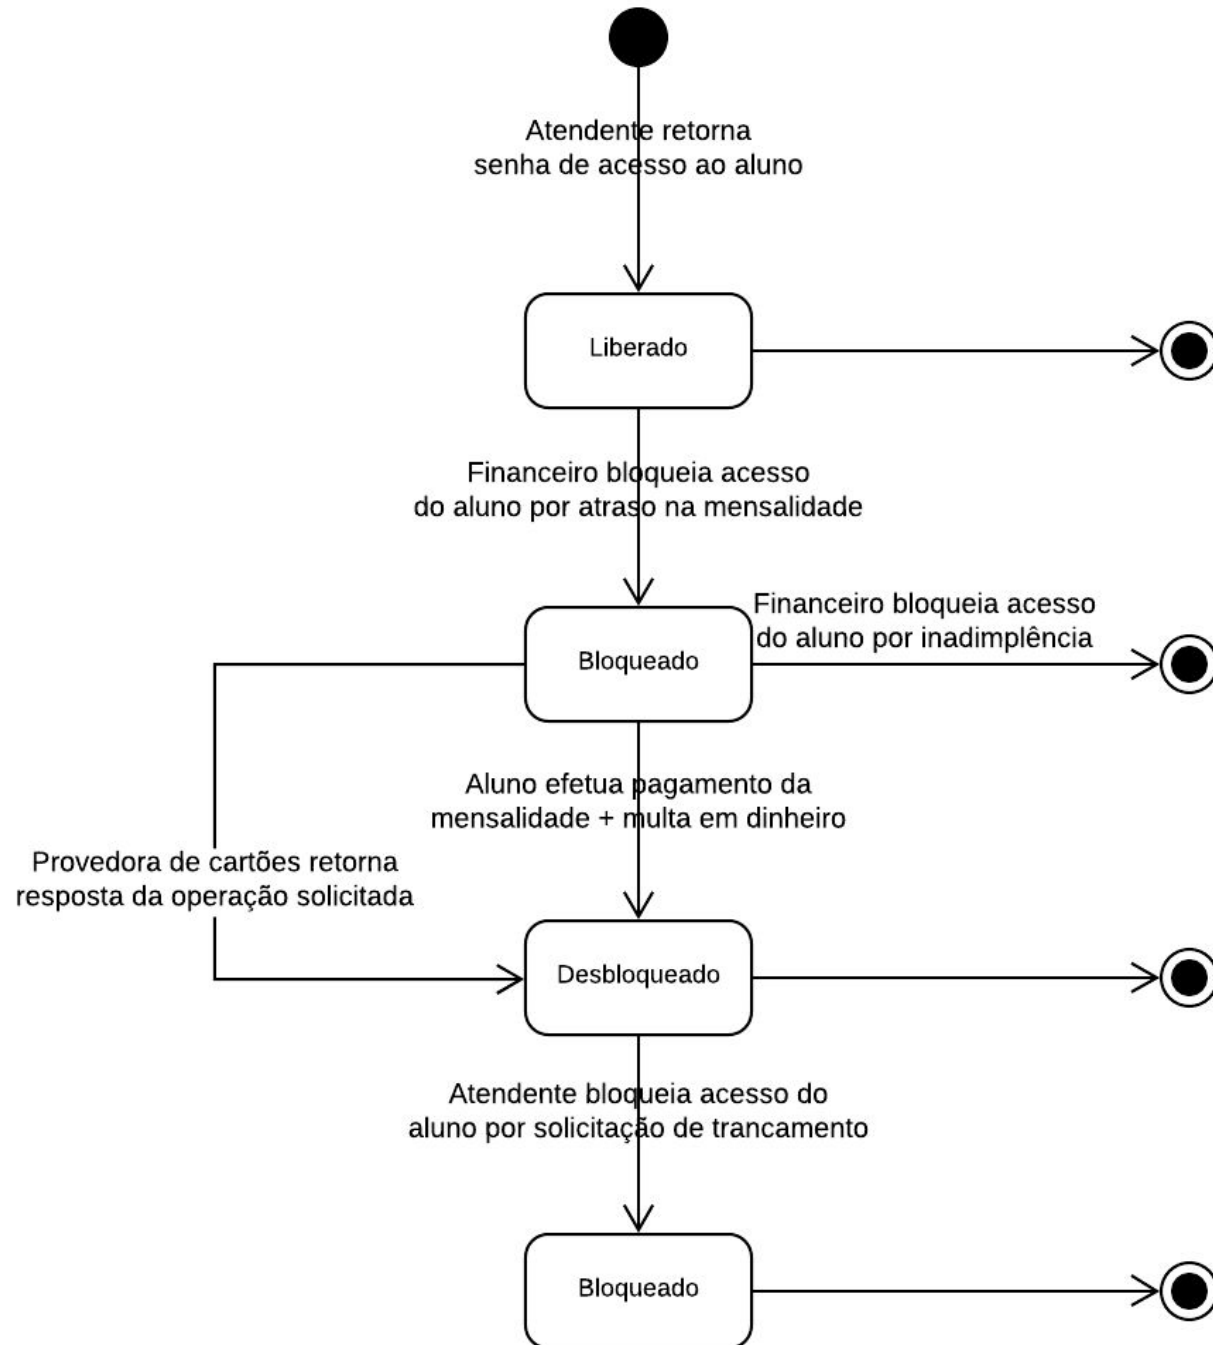 Atendente retorna
senha de acesso ao aluno
Liberado
Financeiro bloqueia acesso
do aluno por atraso na mensalidade
Financeiro bloqueia acesso
do aluno por inadimplência
Bloqueado
Aluno efetua pagamento da
mensalidade + multa em dinheiro
Provedora de cartões retorna
resposta da operação solicitada
Desbloqueado
Atendente bloqueia acesso do
aluno por solicitação de trancamento
Bloqueado